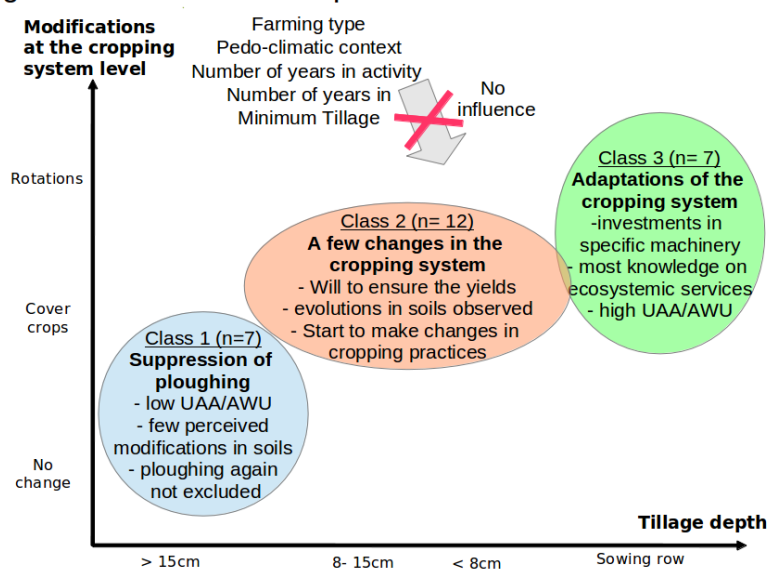 Modifications
at the cropping
system level
Farming type
Pedo-climatic context
Number of years in activity
Number of years in
Minimum Tillage
No
influence
Rotations
Cover
crops
No
change
Class 3 (n= 7)
Adaptations of the
cropping system
-investments in
specific machinery
- most knowledge on
ecosystemic services
- high UAA/AWU
Class 2 (n= 12)
A few changes in the
cropping system
- Will to ensure the yields
- evolutions in soils observed
- Start to make changes in
cropping practices
Class 1 (n=7)
Suppression of
ploughing
- low UAA/AWU
- few perceived
modifications in soils
- ploughing again
not excluded
Tillage depth
> 15cm
8- 15cm
< 8cm
Sowing row